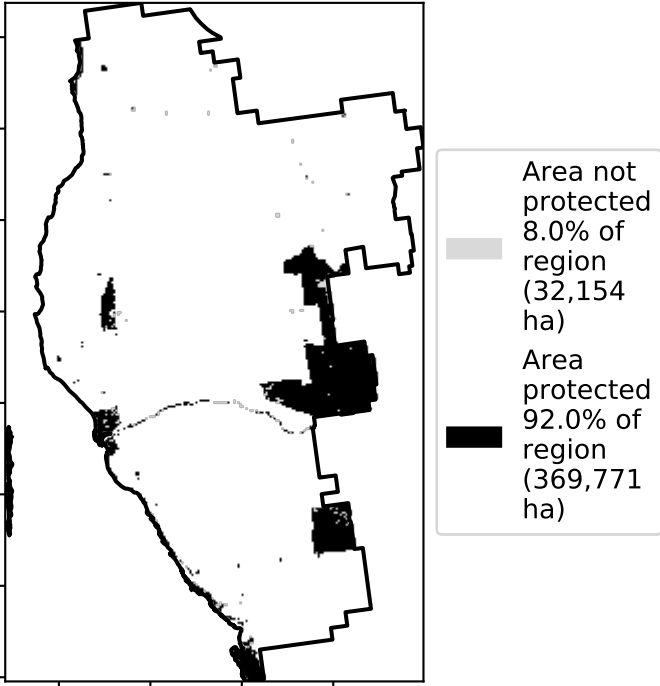 Area not
protected
8.0% of
region
(32,154
ha)
Area
protected
92.0% of
region
(369,771
ha)